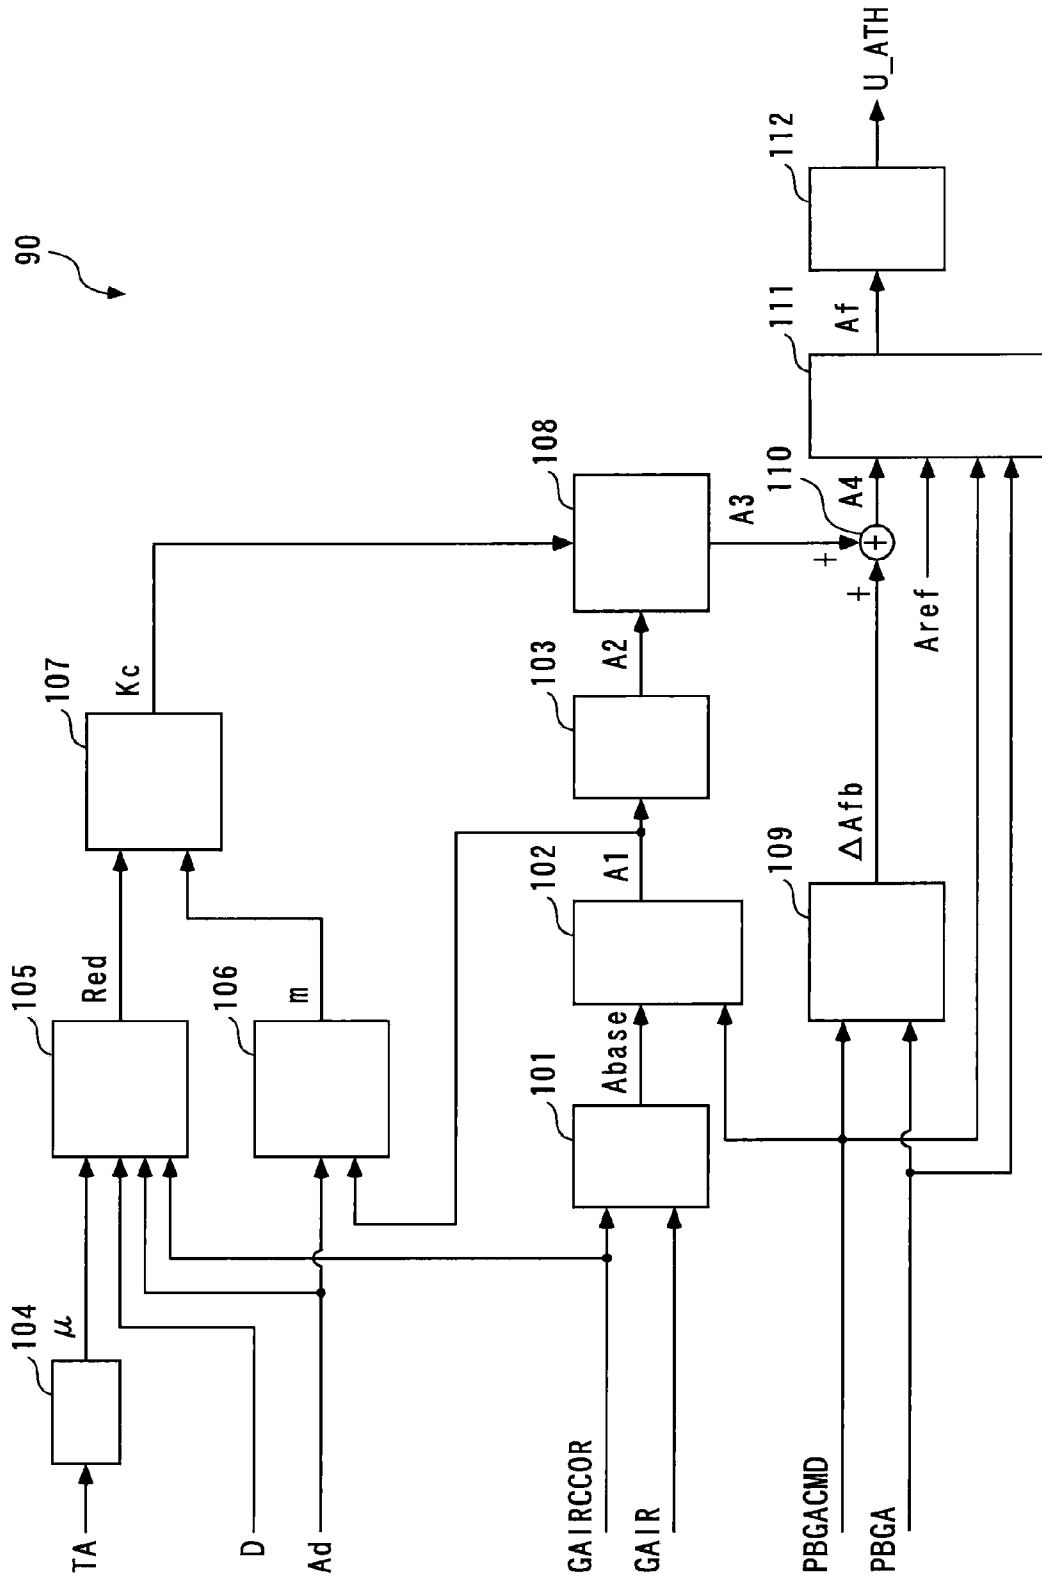 90
TA
104
μ
D
Ad
105
Red
106
m
107
Kc
GAIRCCOR
GAIR
101
Abase
102
A1
103
A2
108
A3
PBGACMD
PBGA
109
ΔAfb
+
+
+
110
A4
Aref
111
Af
112
U_ATH